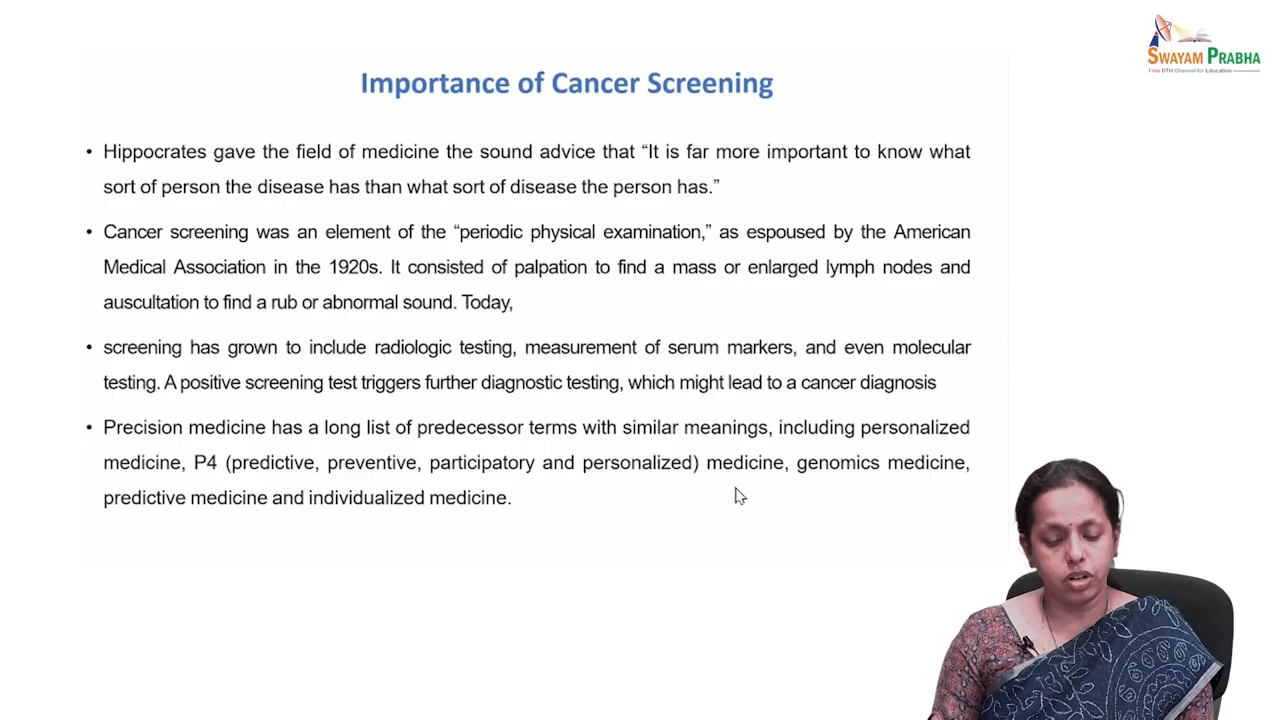 SWAYAM PRABHA
Free DTH Channel for Education
Importance of Cancer Screening
• Hippocrates gave the field of medicine the sound advice that “It is far more important to know what
sort of person the disease has than what sort of disease the person has.”
• Cancer screening was an element of the “periodic physical examination,” as espoused by the American
Medical Association in the 1920s. It consisted of palpation to find a mass or enlarged lymph nodes and
auscultation to find a rub or abnormal sound. Today,
• screening has grown to include radiologic testing, measurement of serum markers, and even molecular
testing. A positive screening test triggers further diagnostic testing, which might lead to a cancer diagnosis
• Precision medicine has a long list of predecessor terms with similar meanings, including personalized
medicine, P4 (predictive, preventive, participatory and personalized) medicine, genomics medicine,
predictive medicine and individualized medicine.